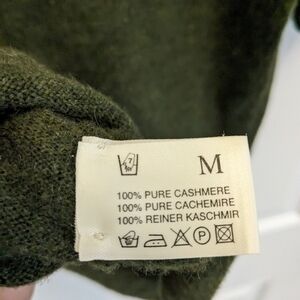 M
100% PURE CASHMERE
100% PURE CACHEMIRE
100% REINER KASCHMIR
P